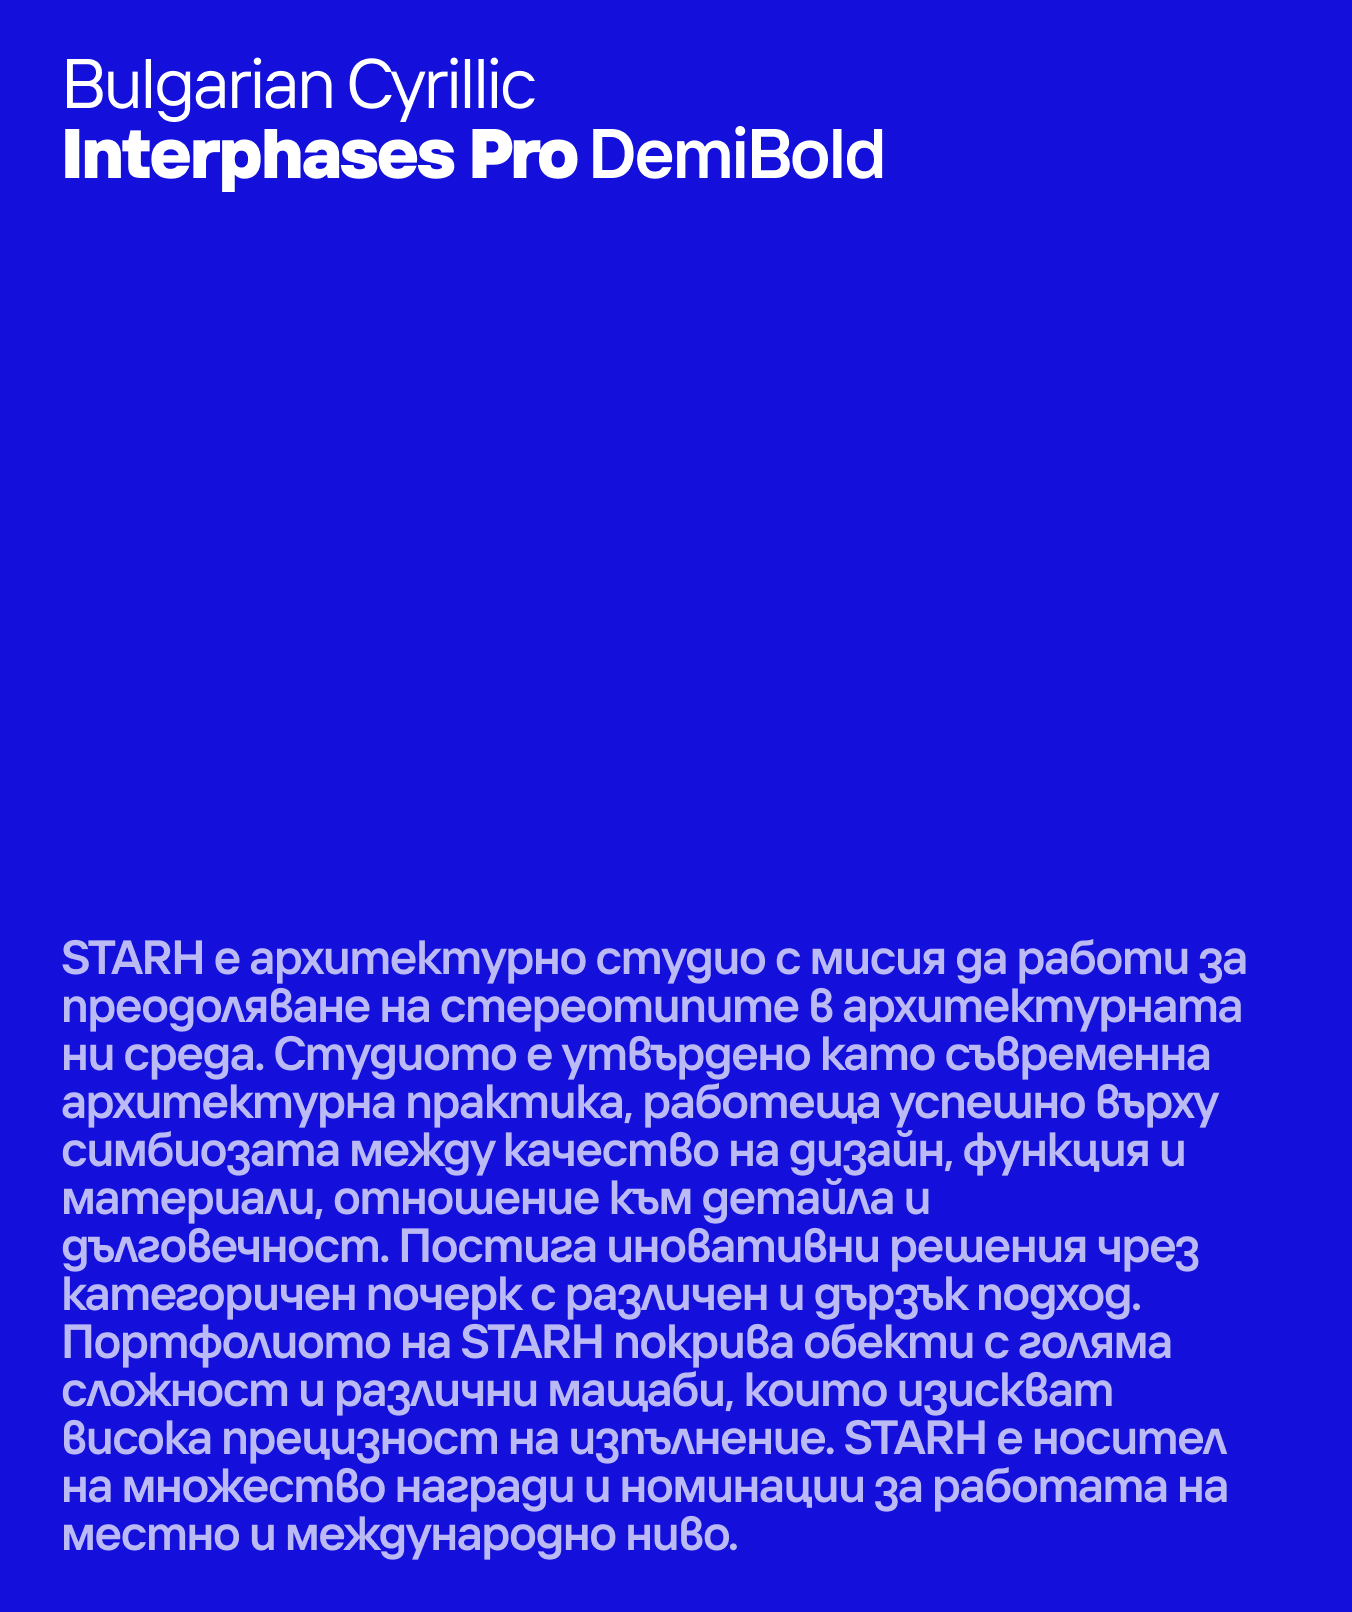 Bulgarian Cyrillic
Interphases Pro DemiBold
STARH е архитектурно студио с мисия да работи за
преодоляване на стереотипите в архитектурната
ни среда. Студиото е утвърдено като съвременна
архитектурна практика, работеща успешно върху
симбиозата между качество на дизайн, функция и
материали, отношение към детайла и
дълговечност. Постига иновативни решения чрез
категоричен почерк с различен и дързък подход.
Портфолиото на STARH покрива обекти с голяма
сложност и различни мащаби, които изискват
висока прецизност на изпълнение. STARH е носител
на множество награди и номинации за работата на
местно и международно ниво.